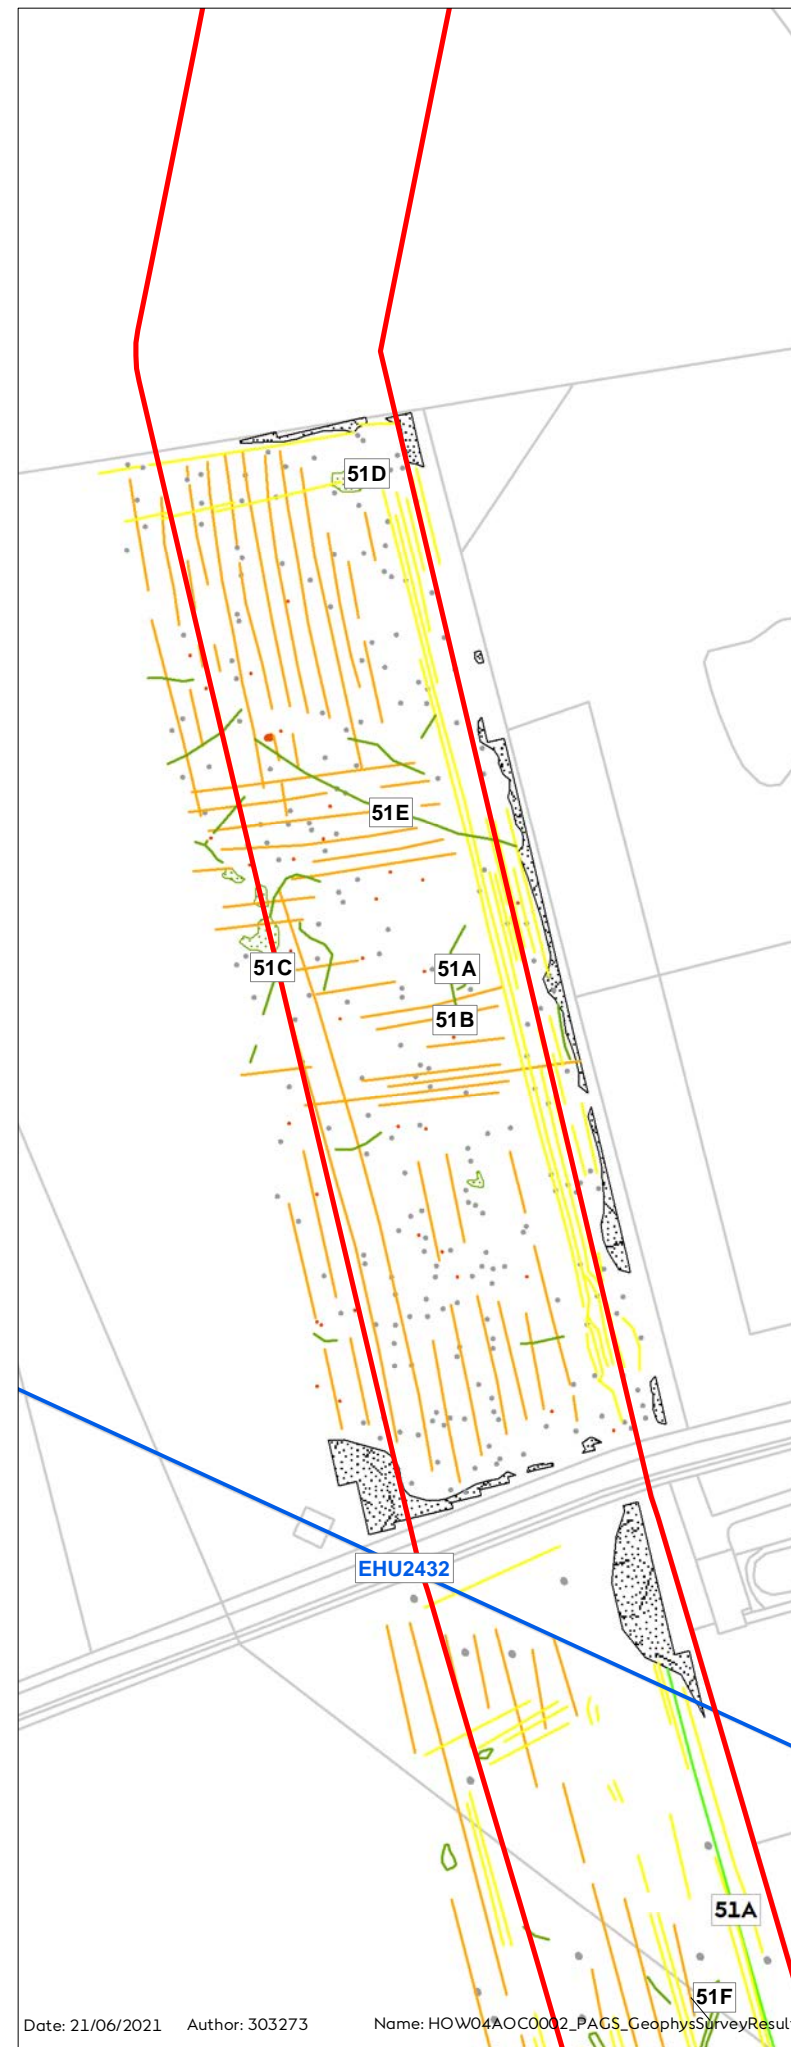 51D
51E
51C
51A
51B
EHU2432
51A
51F
Date: 21/06/2021 Author: 303273 Name: HOW04AOC0002_PAGS_GeophysSurveyResul